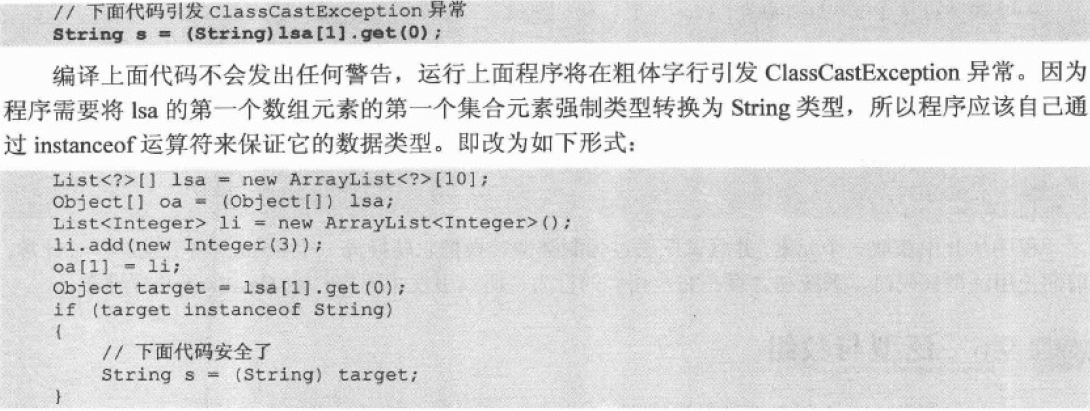 // 下面代码引发 ClassCastException 异常
String s = (String)lsa[1].get(0);
编译上面代码不会发出任何警告，运行上面程序将在粗体字行引发 ClassCastException 异常。因为
程序需要将 lsa 的第一个数组元素的第一个集合元素强制类型转换为 String 类型，所以程序应该自己通
过 instanceof 运算符来保证它的数据类型。即改为如下形式：
List<?>[] lsa = new ArrayList<?>[10];
Object[] oa = (Object[]) lsa;
List<Integer> li = new ArrayList<Integer>();
li.add(new Integer(3));
oa[1] = li;
Object target = lsa[1].get(0);
if (target instanceof String)
{
// 下面代码安全了
String s = (String) target;
}